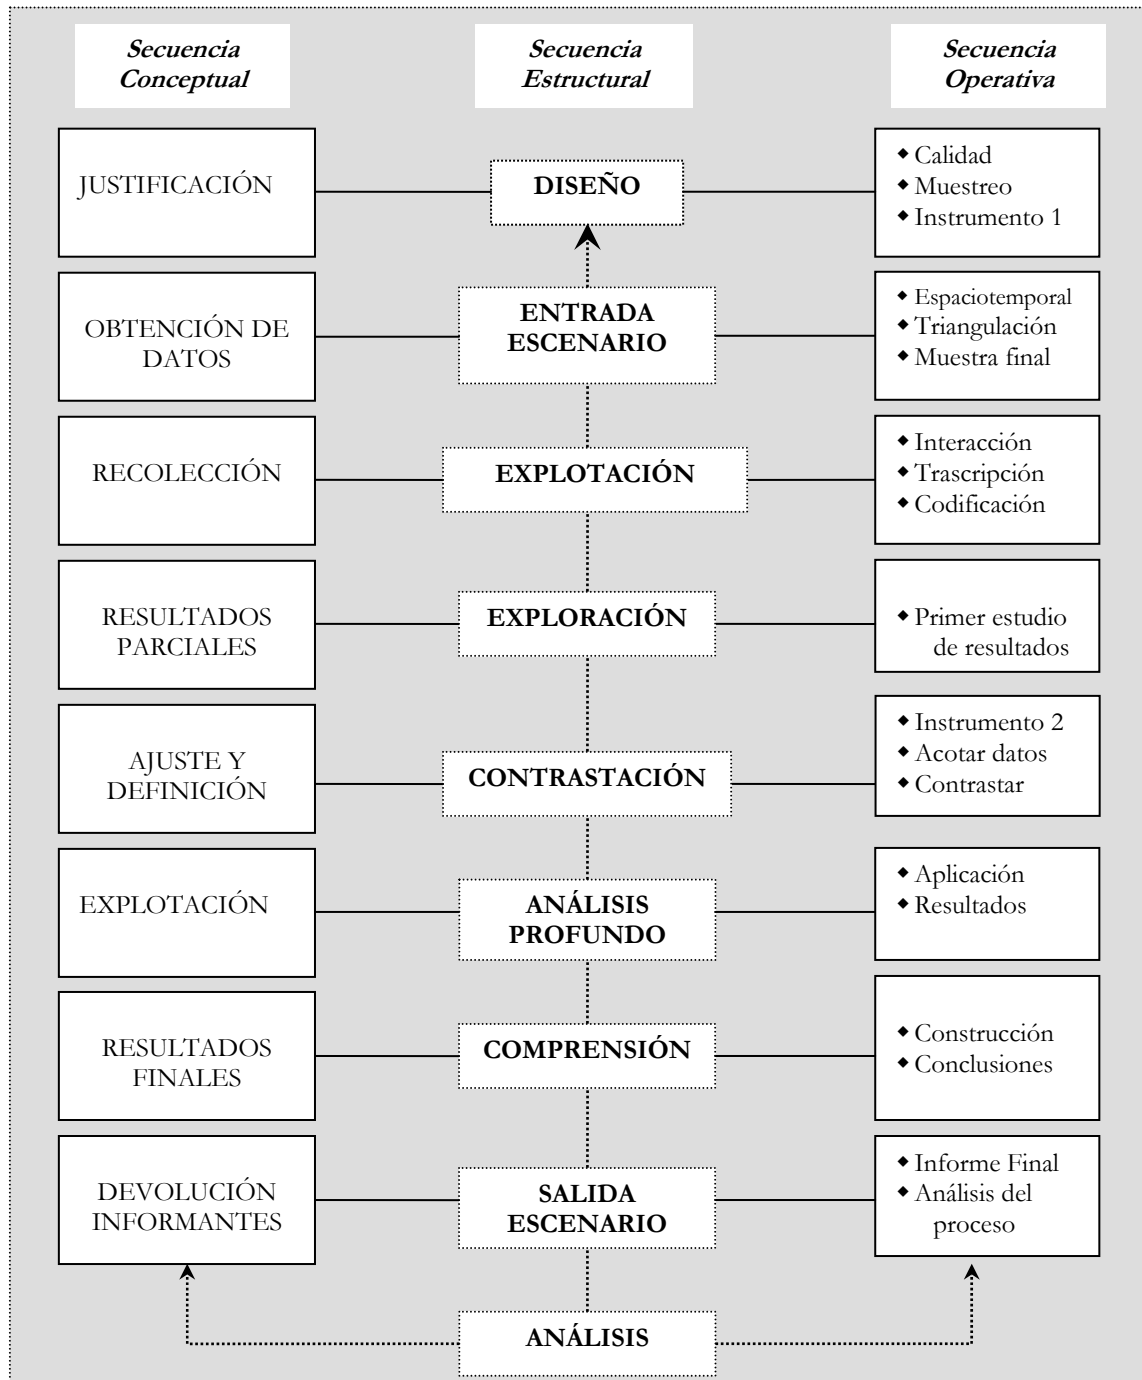 Secuencia
Conceptual
Secuencia
Estructural
Secuencia
Operativa
JUSTIFICACIÓN
DISEÑO
◆ Calidad
◆ Muestreo
◆ Instrumento 1
OBTENCIÓN DE
DATOS
ENTRADA
ESCENARIO
◆ Espaciotemporal
◆ Triangulación
◆ Muestra final
RECOLECCIÓN
EXPLOTACIÓN
◆ Interacción
◆ Trascripción
◆ Codificación
RESULTADOS
PARCIALES
EXPLORACIÓN
◆ Primer estudio
de resultados
AJUSTE Y
DEFINICIÓN
CONTRASTACIÓN
◆ Instrumento 2
◆ Acotar datos
◆ Contrastar
EXPLOTACIÓN
ANÁLISIS
PROFUNDO
◆ Aplicación
◆ Resultados
RESULTADOS
FINALES
COMPRENSIÓN
◆ Construcción
◆ Conclusiones
DEVOLUCIÓN
INFORMANTES
SALIDA
ESCENARIO
◆ Informe Final
◆ Análisis del
proceso
ANÁLISIS